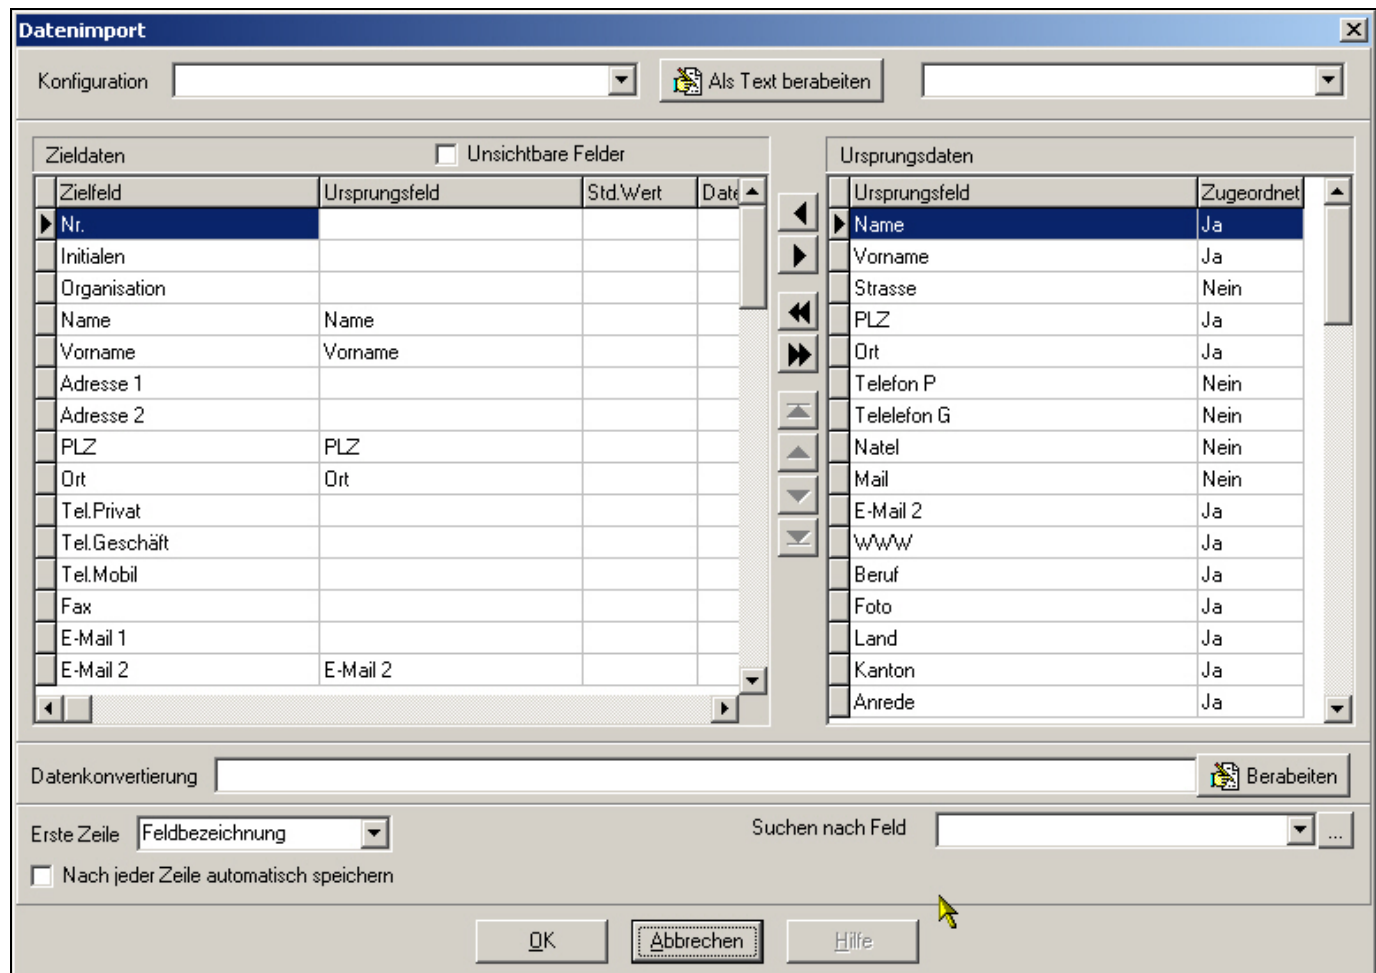 Datenimport
Konfiguration Als Text berabeiten
Zieldaten Unsichtbare Felder Ursprungsdaten
Zielfeld Ursprungsfeld Std.Wert Date Ursprungsfeld Zugeordnet
Nr. Name Ja
Initialen Vorname Ja
Organisation Strasse Nein
Name Name PLZ Ja
Vorname Vorname Ort Ja
Adresse 1 Telefon P Nein
Adresse 2 Telelefon G Nein
PLZ PLZ Natel Nein
Ort Ort Mail Nein
Tel.Privat E-Mail 2 Ja
Tel.Geschäft WWW Ja
Tel.Mobil Beruf Ja
Fax Foto Ja
E-Mail 1 Land Ja
E-Mail 2 E-Mail 2 Kanton Ja
Anrede Ja
Datenkonvertierung Berabeiten
Erste Zeile Feldbezeichnung Suchen nach Feld ...
Nach jeder Zeile automatisch speichern
OK Abbrechen Hilfe